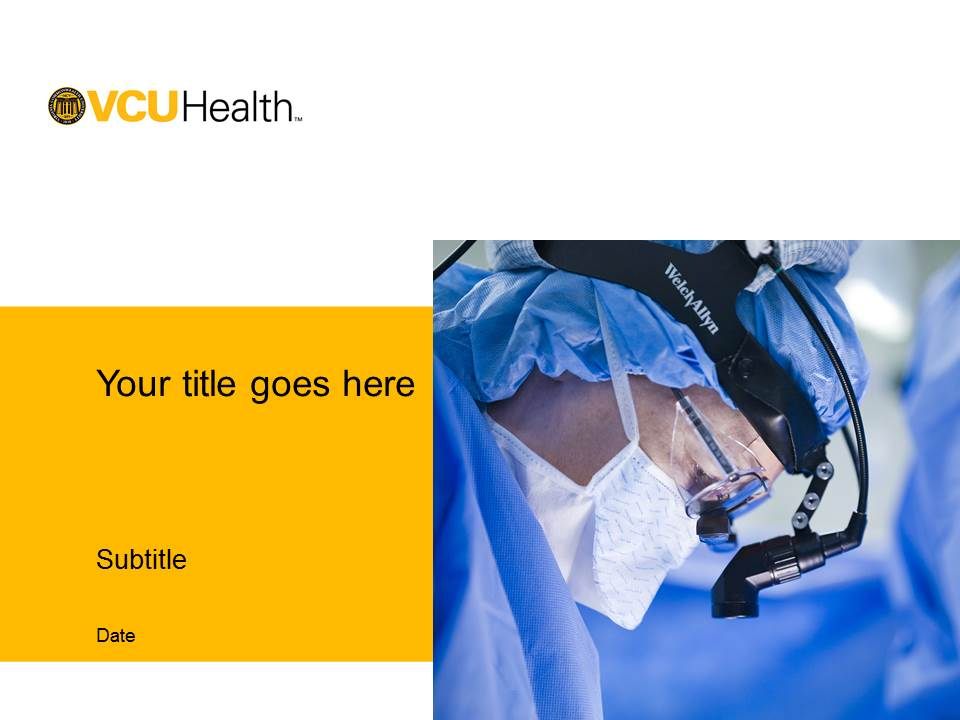 VCUHealth™
Your title goes here
WelchAllyn
Subtitle
Date